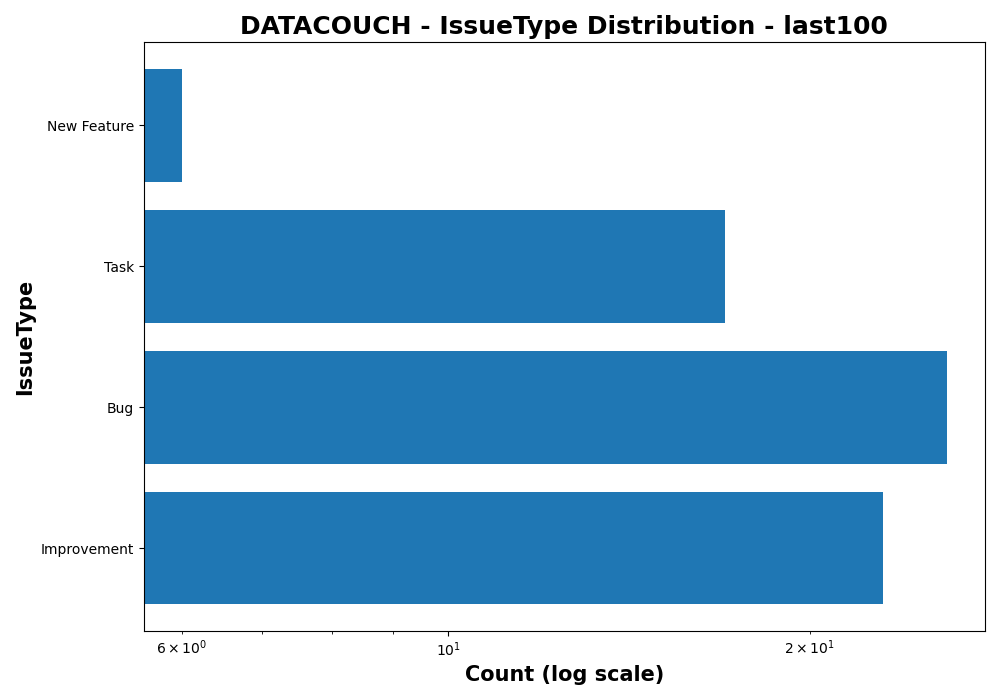 DATACOUCH - IssueType Distribution - last100
New Feature
Task
Bug
Improvement
IssueType
6 × 10⁰
10¹
2 × 10¹
Count (log scale)